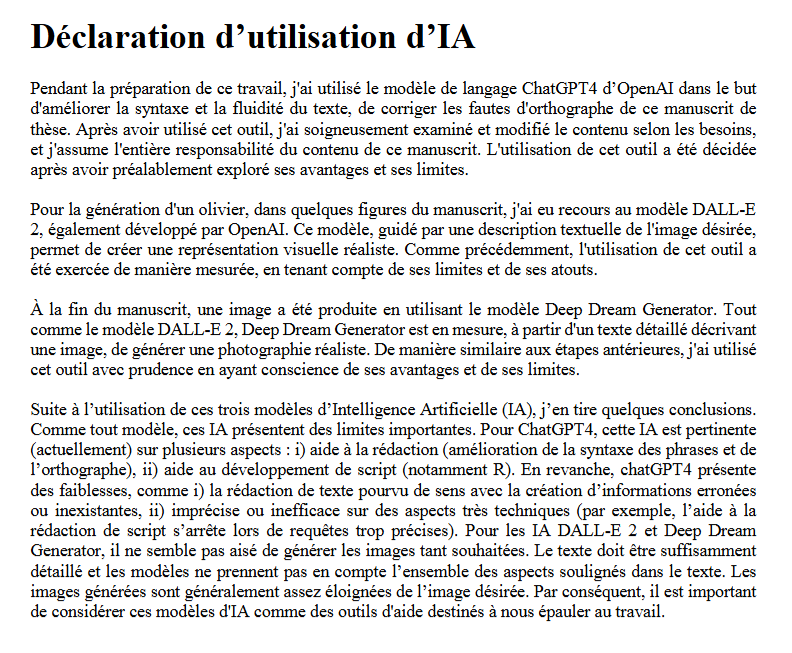 Déclaration d’utilisation d’IA
Pendant la préparation de ce travail, j'ai utilisé le modèle de langage ChatGPT4 d’OpenAI dans le but
d'améliorer la syntaxe et la fluidité du texte, de corriger les fautes d'orthographe de ce manuscrit de
thèse. Après avoir utilisé cet outil, j'ai soigneusement examiné et modifié le contenu selon les besoins,
et j'assume l'entière responsabilité du contenu de ce manuscrit. L'utilisation de cet outil a été décidée
après avoir préalablement exploré ses avantages et ses limites.
Pour la génération d'un olivier, dans quelques figures du manuscrit, j'ai eu recours au modèle DALL-E
2, également développé par OpenAI. Ce modèle, guidé par une description textuelle de l'image désirée,
permet de créer une représentation visuelle réaliste. Comme précédemment, l'utilisation de cet outil a
été exercée de manière mesurée, en tenant compte de ses limites et de ses atouts.
À la fin du manuscrit, une image a été produite en utilisant le modèle Deep Dream Generator. Tout
comme le modèle DALL-E 2, Deep Dream Generator est en mesure, à partir d'un texte détaillé décrivant
une image, de générer une photographie réaliste. De manière similaire aux étapes antérieures, j'ai utilisé
cet outil avec prudence en ayant conscience de ses avantages et de ses limites.
Suite à l’utilisation de ces trois modèles d’Intelligence Artificielle (IA), j’en tire quelques conclusions.
Comme tout modèle, ces IA présentent des limites importantes. Pour ChatGPT4, cette IA est pertinente
(actuellement) sur plusieurs aspects : i) aide à la rédaction (amélioration de la syntaxe des phrases et de
l’orthographe), ii) aide au développement de script (notamment R). En revanche, chatGPT4 présente
des faiblesses, comme i) la rédaction de texte pourvu de sens avec la création d’informations erronées
ou inexistantes, ii) imprécise ou inefficace sur des aspects très techniques (par exemple, l’aide à la
rédaction de script s’arrête lors de requêtes trop précises). Pour les IA DALL-E 2 et Deep Dream
Generator, il ne semble pas aisé de générer les images tant souhaitées. Le texte doit être suffisamment
détaillé et les modèles ne prennent pas en compte l’ensemble des aspects soulignés dans le texte. Les
images générées sont généralement assez éloignées de l’image désirée. Par conséquent, il est important
de considérer ces modèles d'IA comme des outils d'aide destinés à nous épauler au travail.